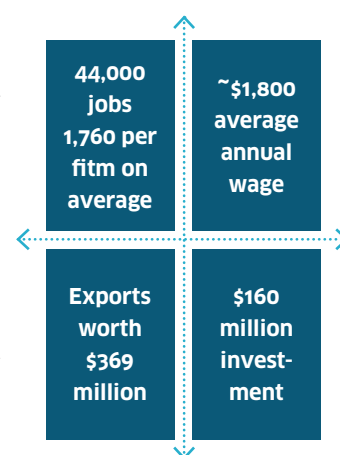 44,000
jobs
1,760 per
fitm on
average
~$1,800
average
annual
wage
Exports
worth
$369
million
$160
million
invest-
ment